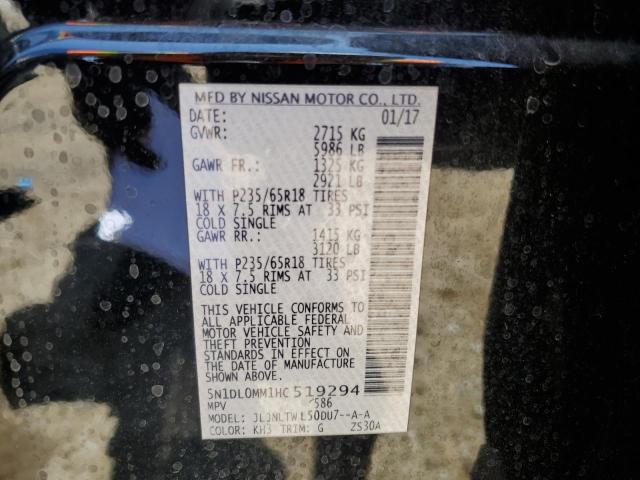 MFD BY NISSAN MOTOR CO., LTD.
DATE: 01/17
GVWR: 2715 KG
5986 LB
GAWR FR.: 1325 KG
2921 LB
WITH P235/65R18 TIRES
18 X 7.5 RIMS AT 33 PSI
COLD SINGLE
GAWR RR.: 1415 KG
3120 LB
WITH P235/65R18 TIRES
18 X 7.5 RIMS AT 33 PSI
COLD SINGLE
THIS VEHICLE CONFORMS TO
ALL APPLICABLE FEDERAL
MOTOR VEHICLE SAFETY AND
THEFT PREVENTION
STANDARDS IN EFFECT ON
THE DATE OF MANUFACTURE
SHOWN ABOVE.
5N1DL0MM1HC519294
MPV 586
MODEL:
COLOR: KH3 TRIM: G ZS30A